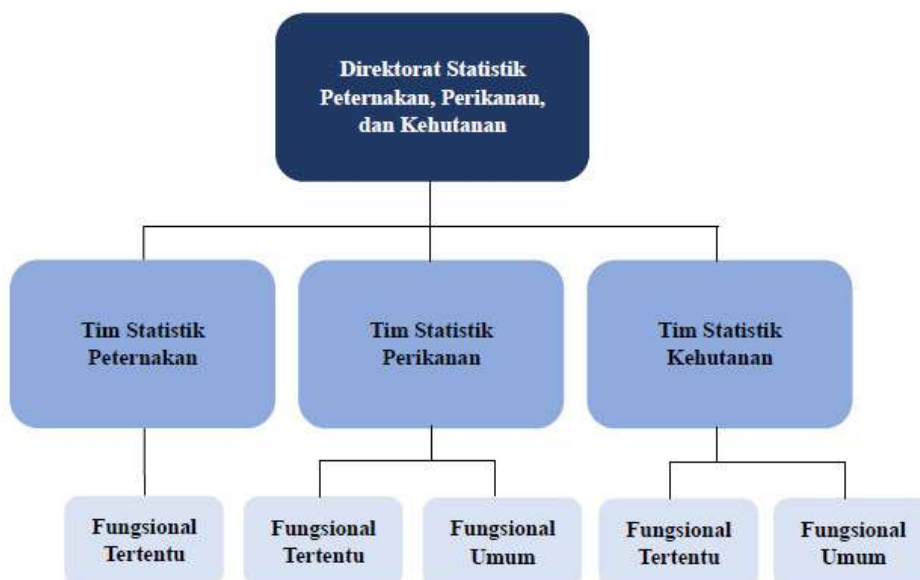 Direktorat Statistik
Peternakan, Perikanan,
dan Kehutanan
Tim Statistik
Peternakan
Tim Statistik
Perikanan
Tim Statistik
Kehutanan
Fungsional
Tertentu
Fungsional
Tertentu
Fungsional
Umum
Fungsional
Tertentu
Fungsional
Umum